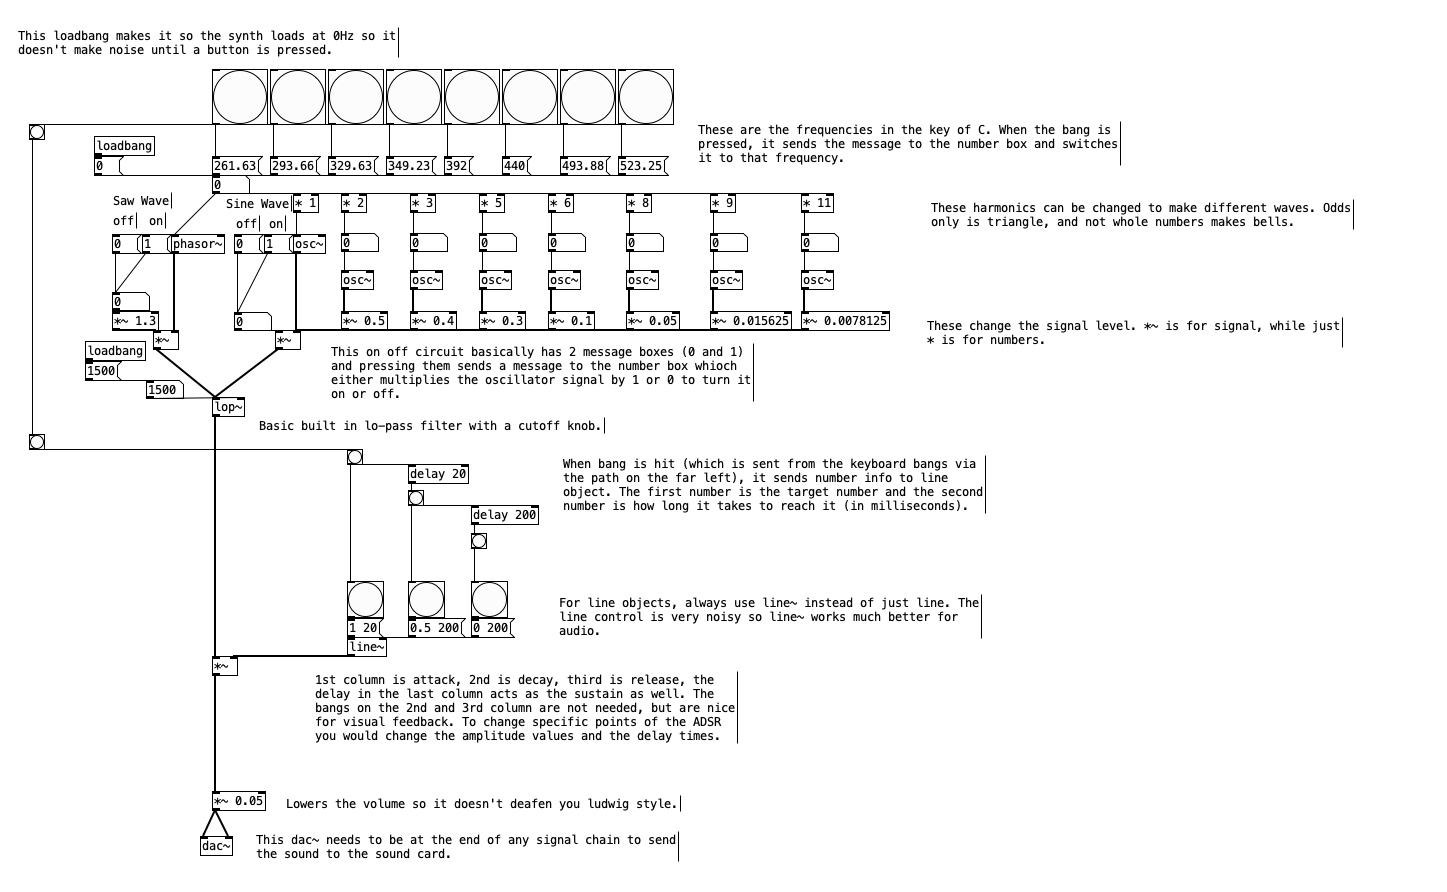 This loadbang makes it so the synth loads at 0Hz so it
doesn't make noise until a button is pressed.
These are the frequencies in the key of C. When the bang is
pressed, it sends the message to the number box and switches
it to that frequency.
loadbang
0
261.63 293.66 329.63 349.23 392 440 493.88 523.25
0
Saw Wave
off on
Sine Wave
off on
* 1 * 2 * 3 * 5 * 6 * 8 * 9 * 11
These harmonics can be changed to make different waves. Odds
only is triangle, and not whole numbers makes bells.
0 1 phasor~ 0 1 osc~ 0 0 0 0 0 0 0
osc~ osc~ osc~ osc~ osc~ osc~ osc~
0
*~ 1.3 0 *~ 0.5 *~ 0.4 *~ 0.3 *~ 0.1 *~ 0.05 *~ 0.015625 *~ 0.0078125
These change the signal level. *~ is for signal, while just
* is for numbers.
*~ *~
loadbang
1500
1500
This on off circuit basically has 2 message boxes (0 and 1)
and pressing them sends a message to the number box whioch
either multiplies the oscillator signal by 1 or 0 to turn it
on or off.
lop~
Basic built in lo-pass filter with a cutoff knob.
delay 20
delay 200
When bang is hit (which is sent from the keyboard bangs via
the path on the far left), it sends number info to line
object. The first number is the target number and the second
number is how long it takes to reach it (in milliseconds).
1 20 0.5 200 0 200
line~
For line objects, always use line~ instead of just line. The
line control is very noisy so line~ works much better for
audio.
*~
1st column is attack, 2nd is decay, third is release, the
delay in the last column acts as the sustain as well. The
bangs on the 2nd and 3rd column are not needed, but are nice
for visual feedback. To change specific points of the ADSR
you would change the amplitude values and the delay times.
*~ 0.05
Lowers the volume so it doesn't deafen you ludwig style.
dac~
This dac~ needs to be at the end of any signal chain to send
the sound to the sound card.